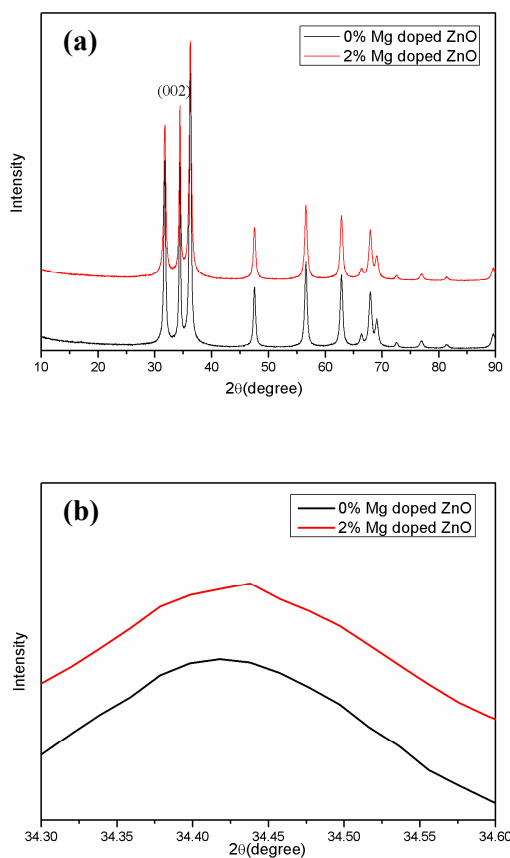 (a)
0% Mg doped ZnO
2% Mg doped ZnO
(002)
Intensity
10 20 30 40 50 60 70 80 90
2θ(degree)
(b)
0% Mg doped ZnO
2% Mg doped ZnO
Intensity
34.30 34.35 34.40 34.45 34.50 34.55 34.60
2θ(degree)